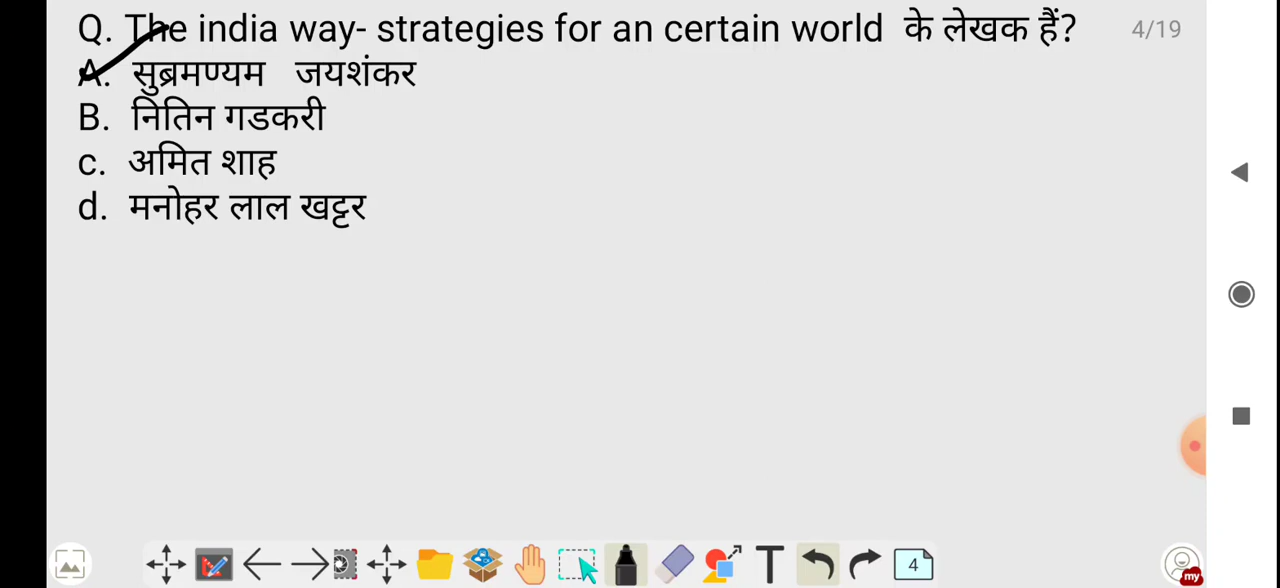 Q. The india way- strategies for an certain world के लेखक हैं?
4/19
A. सुब्रमण्यम जयशंकर
B. नितिन गडकरी
c. अमित शाह
d. मनोहर लाल खट्टर
T
4
my